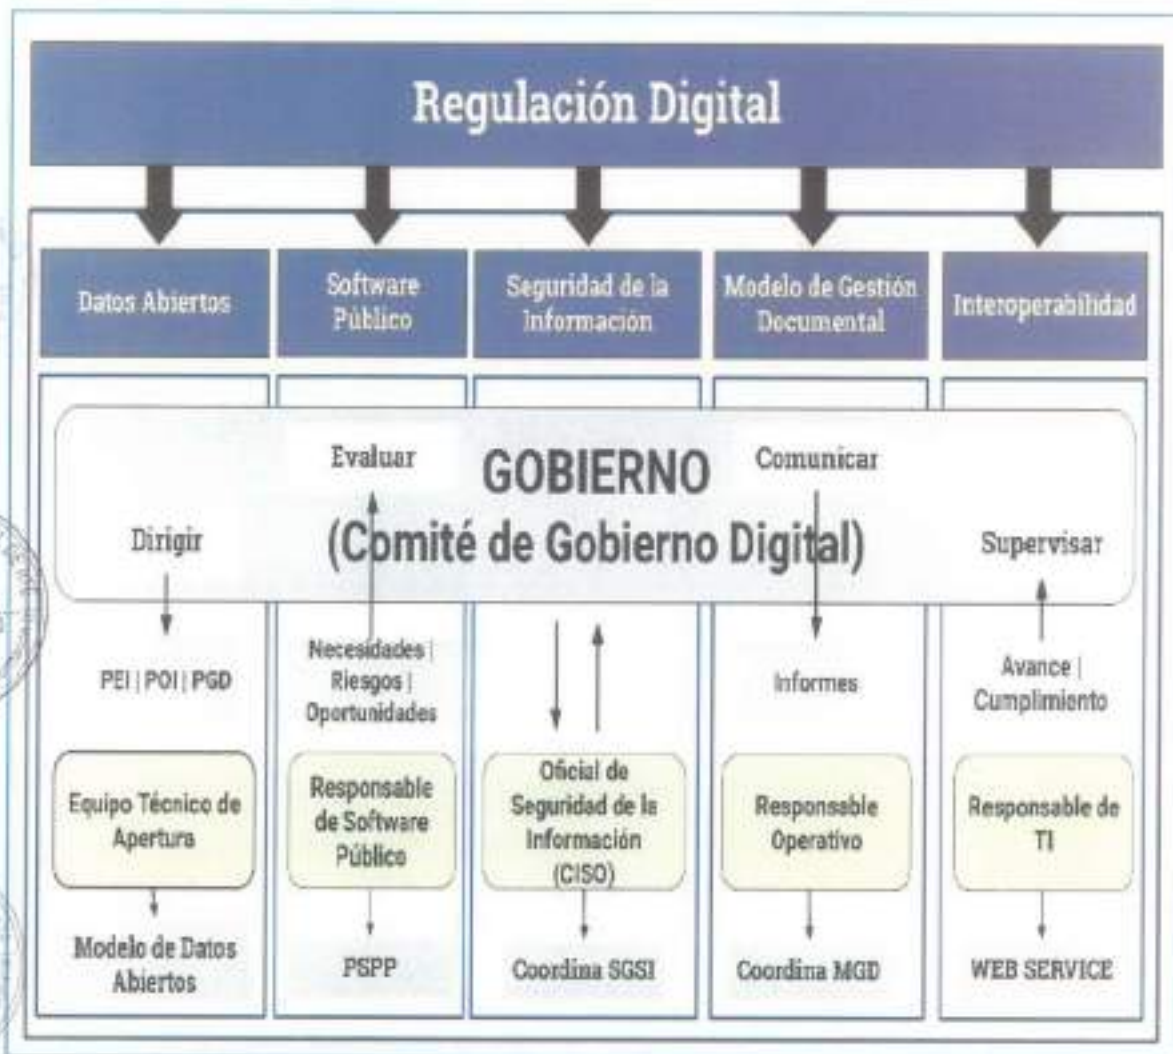 Regulación Digital
Datos Abiertos
Software
Público
Seguridad de la
Información
Modelo de Gestión
Documental
Interoperabilidad
Evaluar
Comunicar
GOBIERNO
(Comité de Gobierno Digital)
Dirigir
Supervisar
PEI | POI | PGD
Necesidades |
Riesgos |
Oportunidades
Informes
Avance |
Cumplimiento
Equipo Técnico de
Apertura
Responsable
de Software
Público
Oficial de
Seguridad de la
Información
(CISO)
Responsable
Operativo
Responsable de
TI
Modelo de Datos
Abiertos
PSPP
Coordina SGSI
Coordina MGD
WEB SERVICE